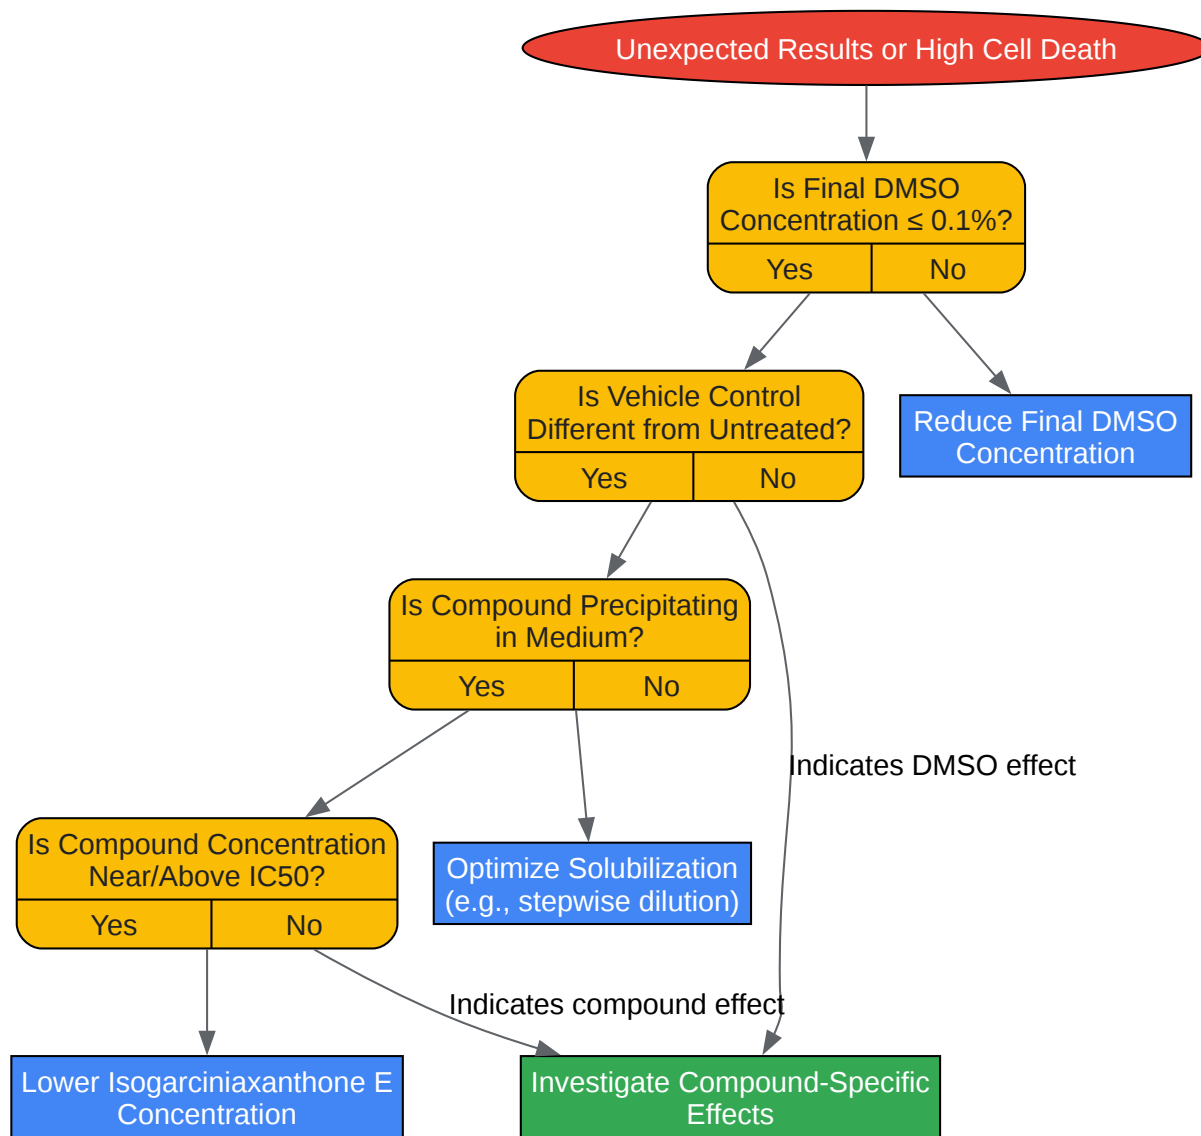 Unexpected Results or High Cell Death
Is Final DMSO
Concentration ≤ 0.1%?
Yes
No
Is Vehicle Control
Different from Untreated?
Yes
No
Reduce Final DMSO
Concentration
Is Compound Precipitating
in Medium?
Yes
No
Indicates DMSO effect
Is Compound Concentration
Near/Above IC50?
Yes
No
Optimize Solubilization
(e.g., stepwise dilution)
Indicates compound effect
Lower Isogarciniaxanthone E
Concentration
Investigate Compound-Specific
Effects